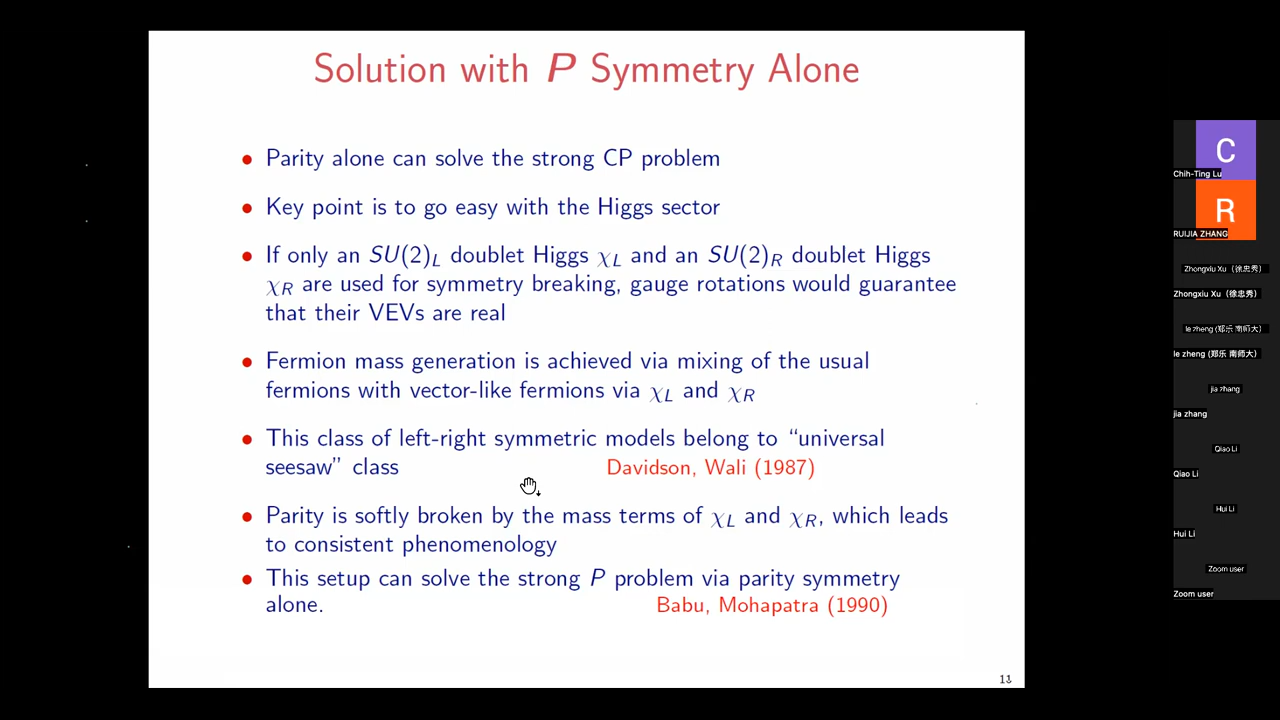 Solution with P Symmetry Alone
• Parity alone can solve the strong CP problem
• Key point is to go easy with the Higgs sector
• If only an SU(2)L doublet Higgs χL and an SU(2)R doublet Higgs
χR are used for symmetry breaking, gauge rotations would guarantee
that their VEVs are real
• Fermion mass generation is achieved via mixing of the usual
fermions with vector-like fermions via χL and χR
• This class of left-right symmetric models belong to “universal
seesaw” class Davidson, Wali (1987)
• Parity is softly broken by the mass terms of χL and χR, which leads
to consistent phenomenology
• This setup can solve the strong P problem via parity symmetry
alone. Babu, Mohapatra (1990)
C
Chih-Ting Lu
R
RUIJIA ZHANG
Zhongxiu Xu (徐忠秀)
Zhongxiu Xu (徐忠秀)
le zheng (郑乐 南师大)
le zheng (郑乐 南师大)
jia zhang
jia zhang
Qiao Li
Qiao Li
Hui Li
Hui Li
Zoom user
Zoom user